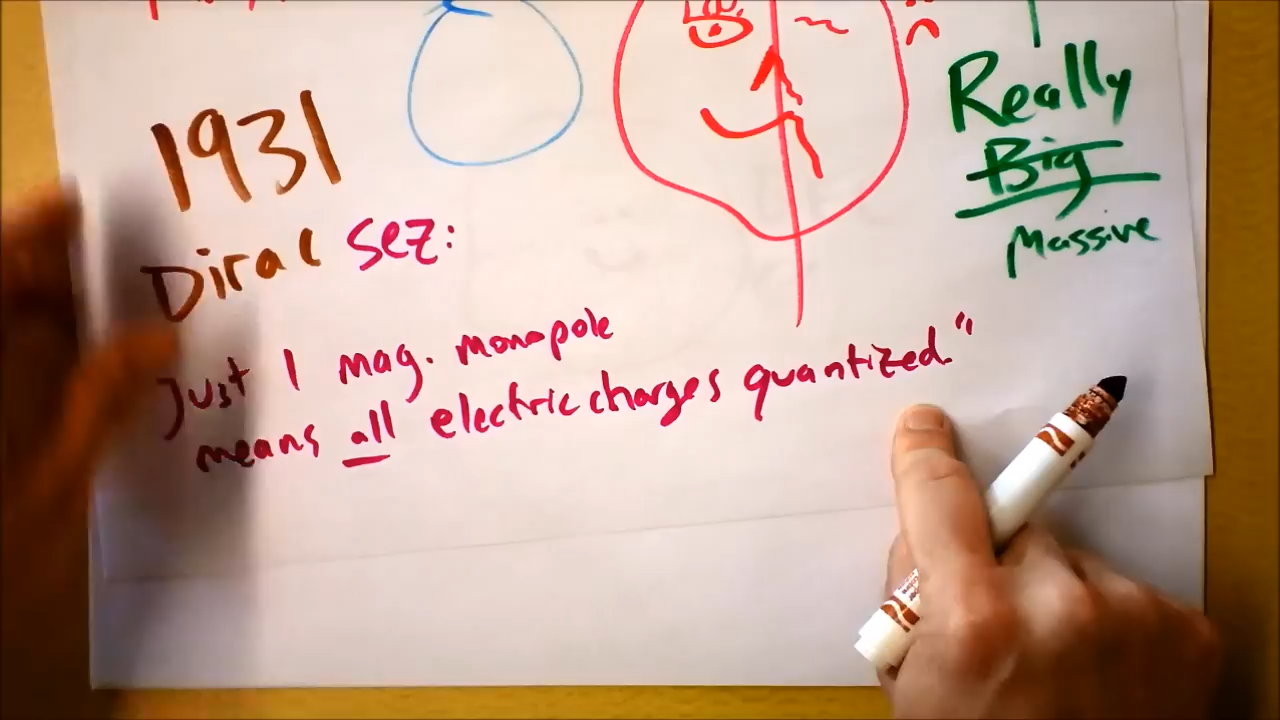 1931
Dirac sez:
Just 1 mag. monopole
means all electric charges quantized."
Really
Big
Massive